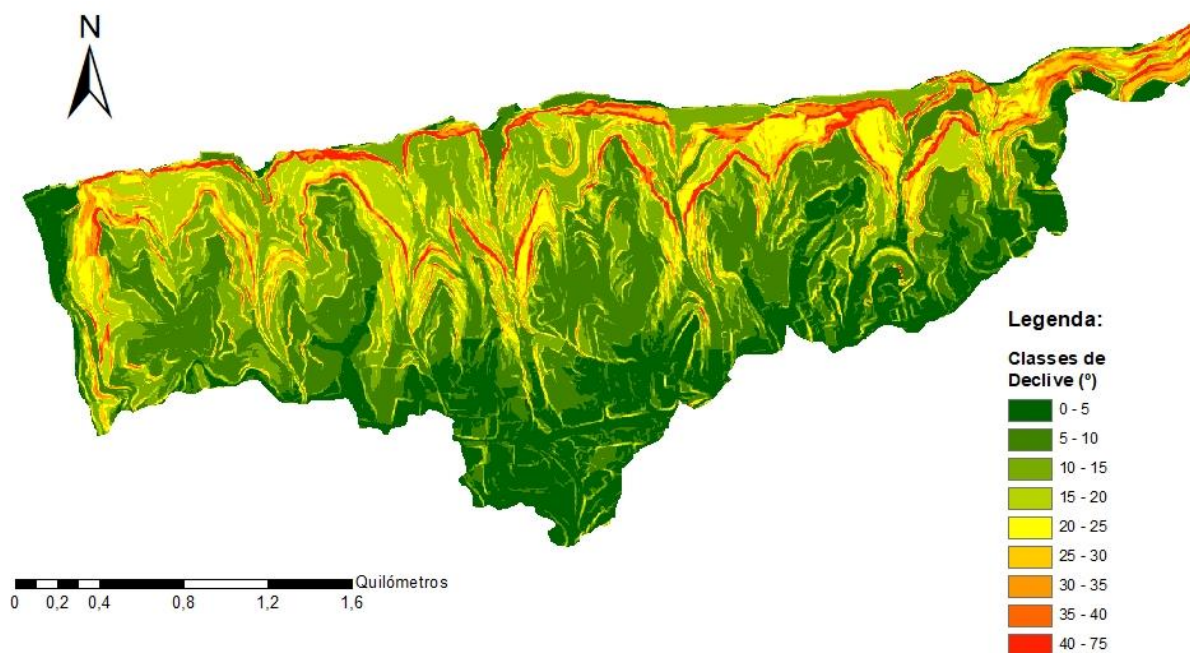 N
Legenda:
Classes de
Declive (º)
0 - 5
5 - 10
10 - 15
15 - 20
20 - 25
25 - 30
30 - 35
35 - 40
40 - 75
Quilómetros
0 0,2 0,4 0,8 1,2 1,6